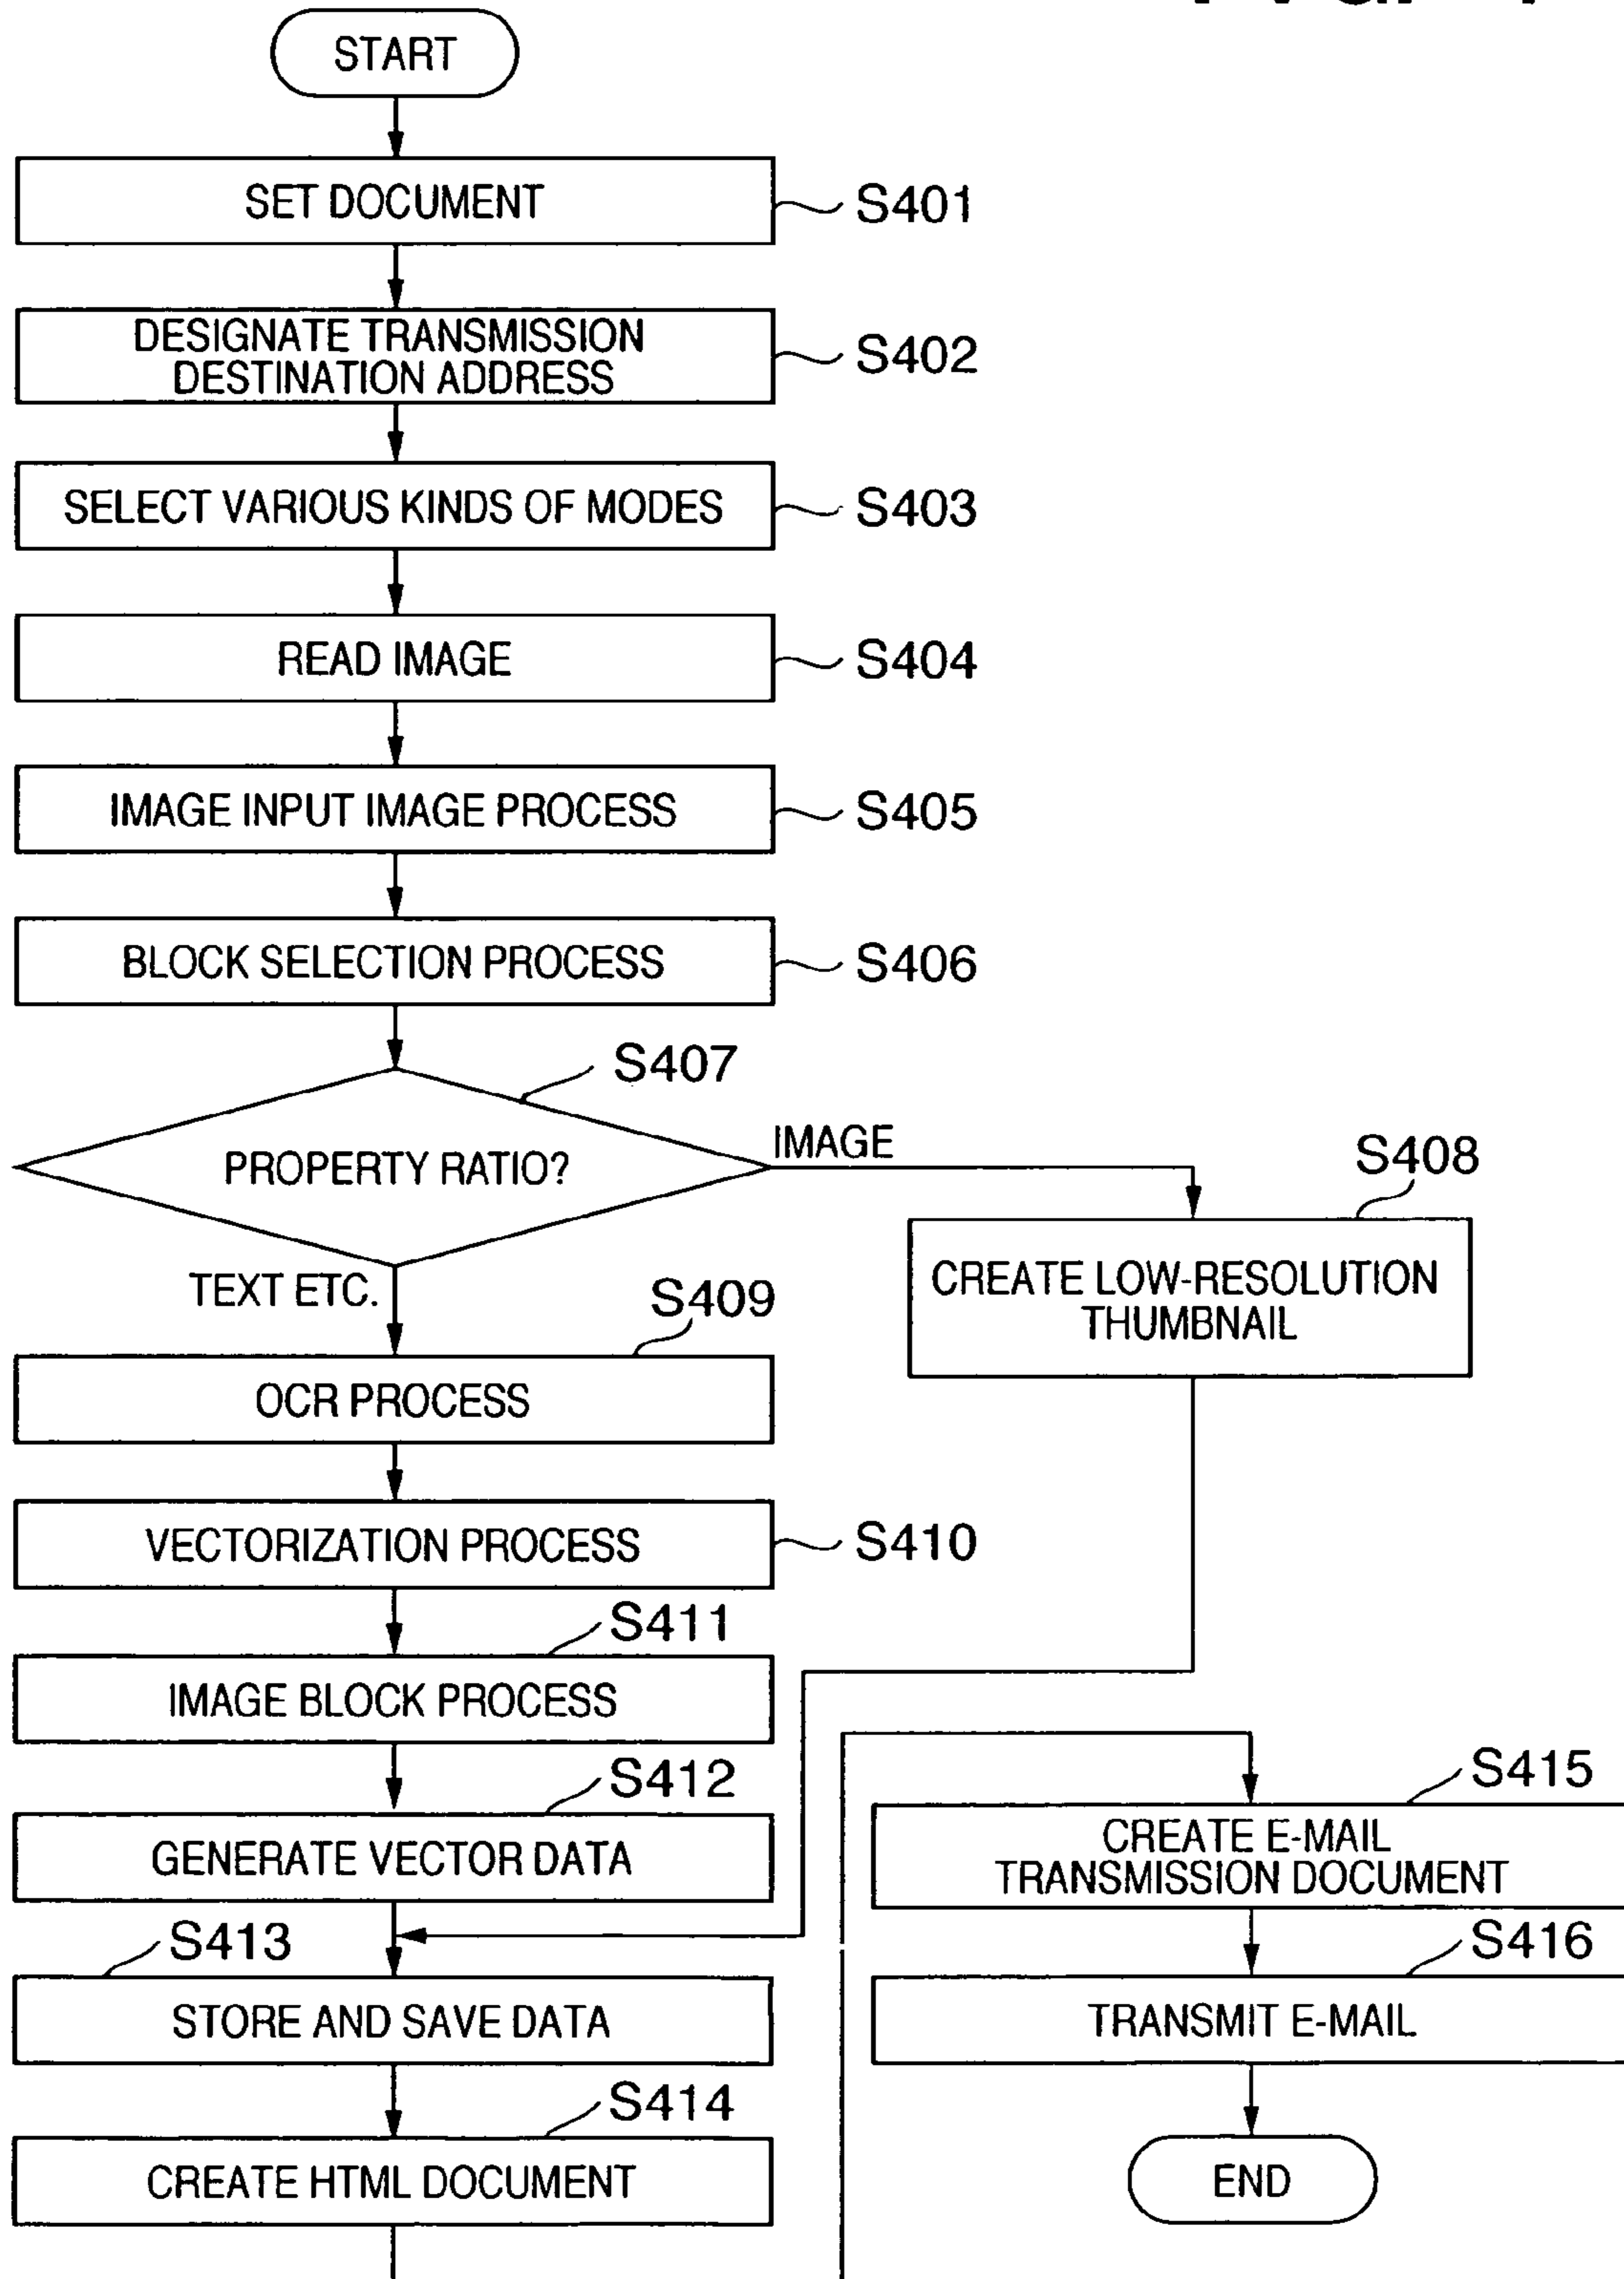 START
SET DOCUMENT
S401
DESIGNATE TRANSMISSION
DESTINATION ADDRESS
S402
SELECT VARIOUS KINDS OF MODES
S403
READ IMAGE
S404
IMAGE INPUT IMAGE PROCESS
S405
BLOCK SELECTION PROCESS
S406
S407
PROPERTY RATIO?
IMAGE
S408
CREATE LOW-RESOLUTION
THUMBNAIL
TEXT ETC.
S409
OCR PROCESS
VECTORIZATION PROCESS
S410
S411
IMAGE BLOCK PROCESS
S412
GENERATE VECTOR DATA
S413
STORE AND SAVE DATA
S414
CREATE HTML DOCUMENT
S415
CREATE E-MAIL
TRANSMISSION DOCUMENT
S416
TRANSMIT E-MAIL
END